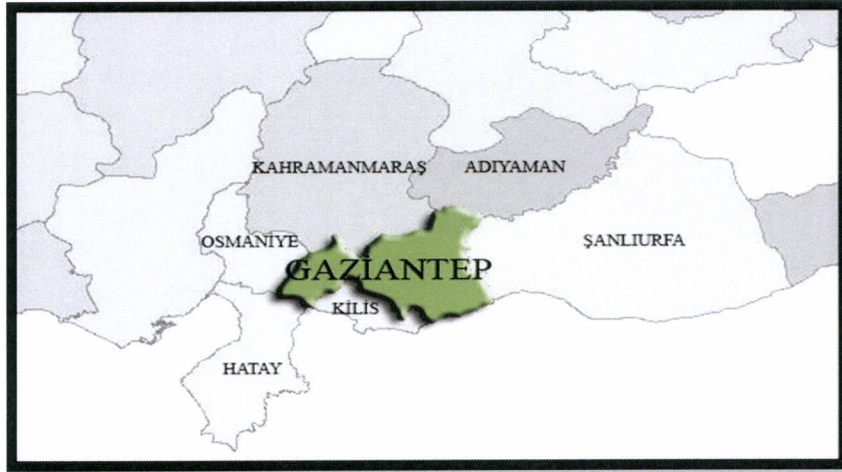 KAHRAMANMARAŞ
ADIYAMAN
OSMANİYE
ŞANLIURFA
GAZİANTEP
KİLİS
HATAY